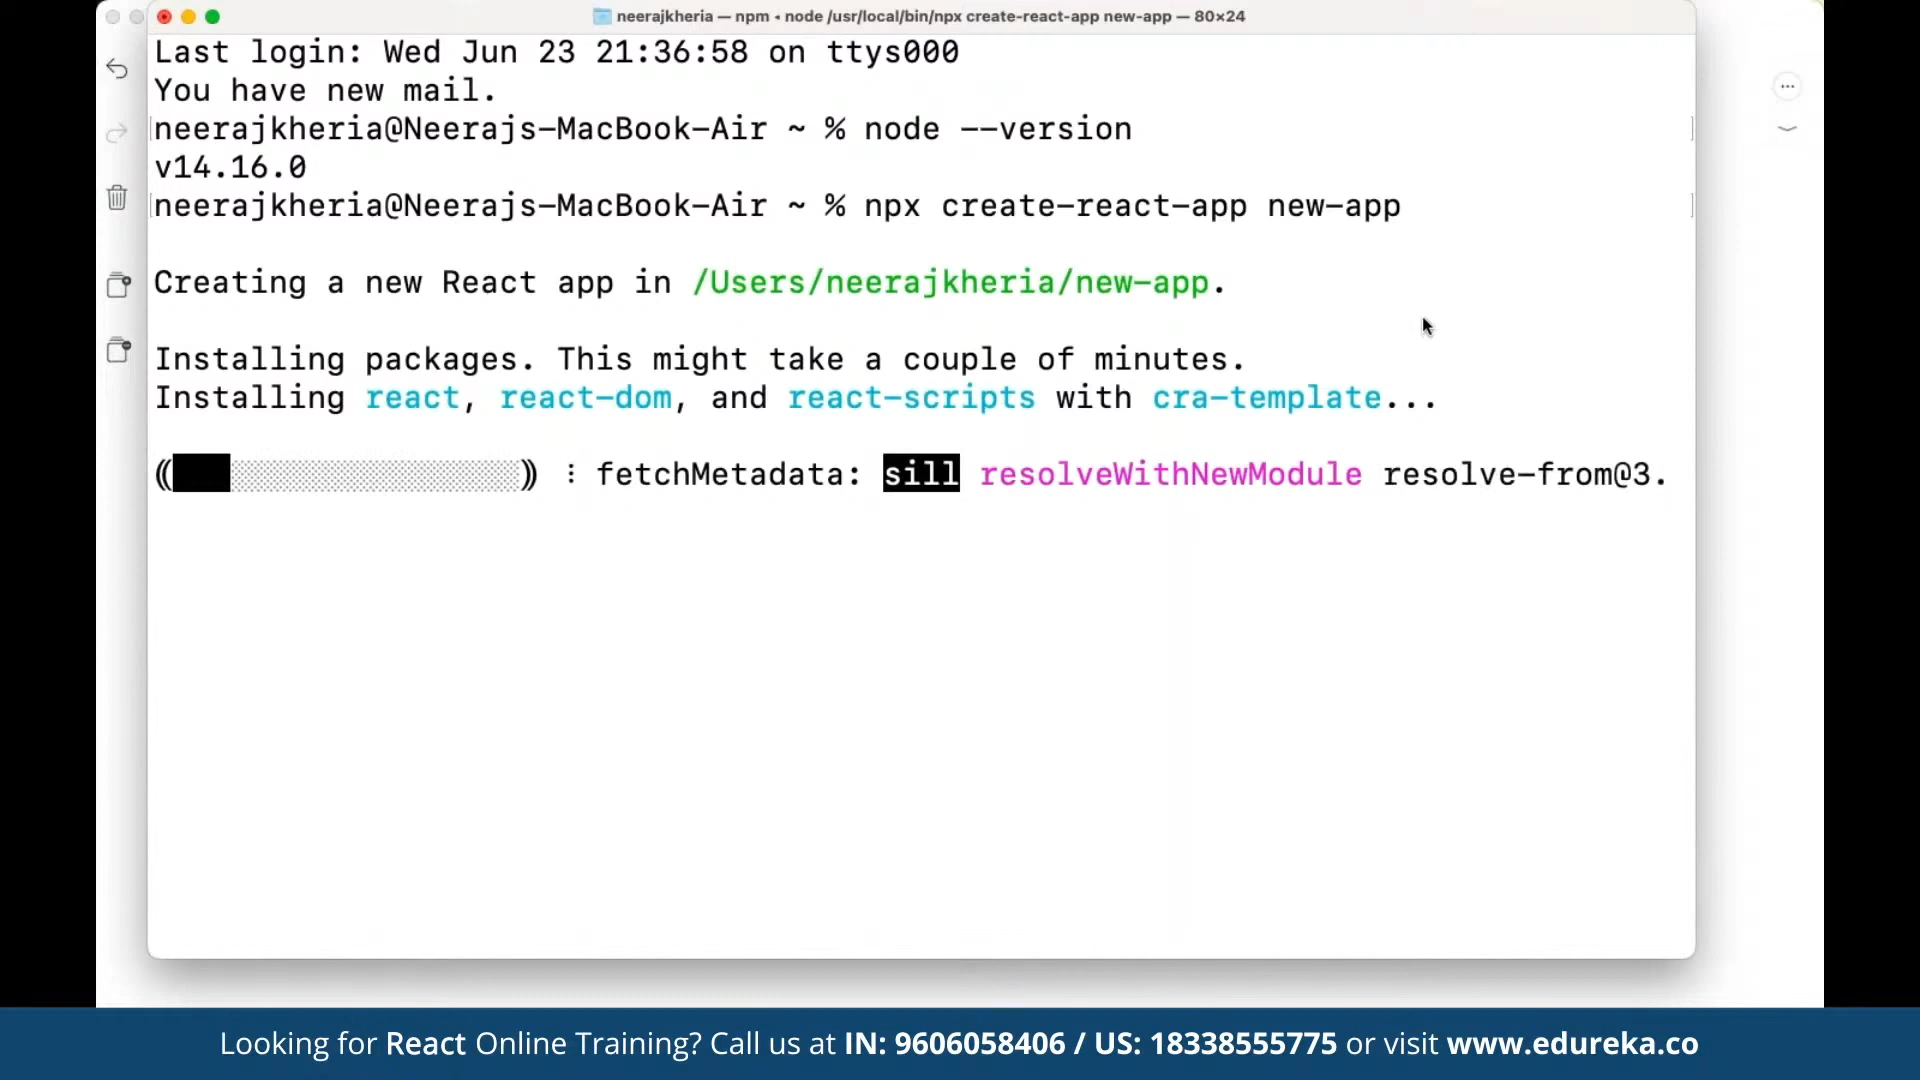 neerajkheria — npm • node /usr/local/bin/npx create-react-app new-app — 80×24
Last login: Wed Jun 23 21:36:58 on ttys000
You have new mail.
neerajkheria@Neerajs-MacBook-Air ~ % node --version
v14.16.0
neerajkheria@Neerajs-MacBook-Air ~ % npx create-react-app new-app
Creating a new React app in /Users/neerajkheria/new-app.
Installing packages. This might take a couple of minutes.
Installing react, react-dom, and react-scripts with cra-template...
⸨███░░░░░░░░░░░░░░░⸩ ⠸ fetchMetadata: sill resolveWithNewModule resolve-from@3.
Looking for React Online Training? Call us at IN: 9606058406 / US: 18338555775 or visit www.edureka.co